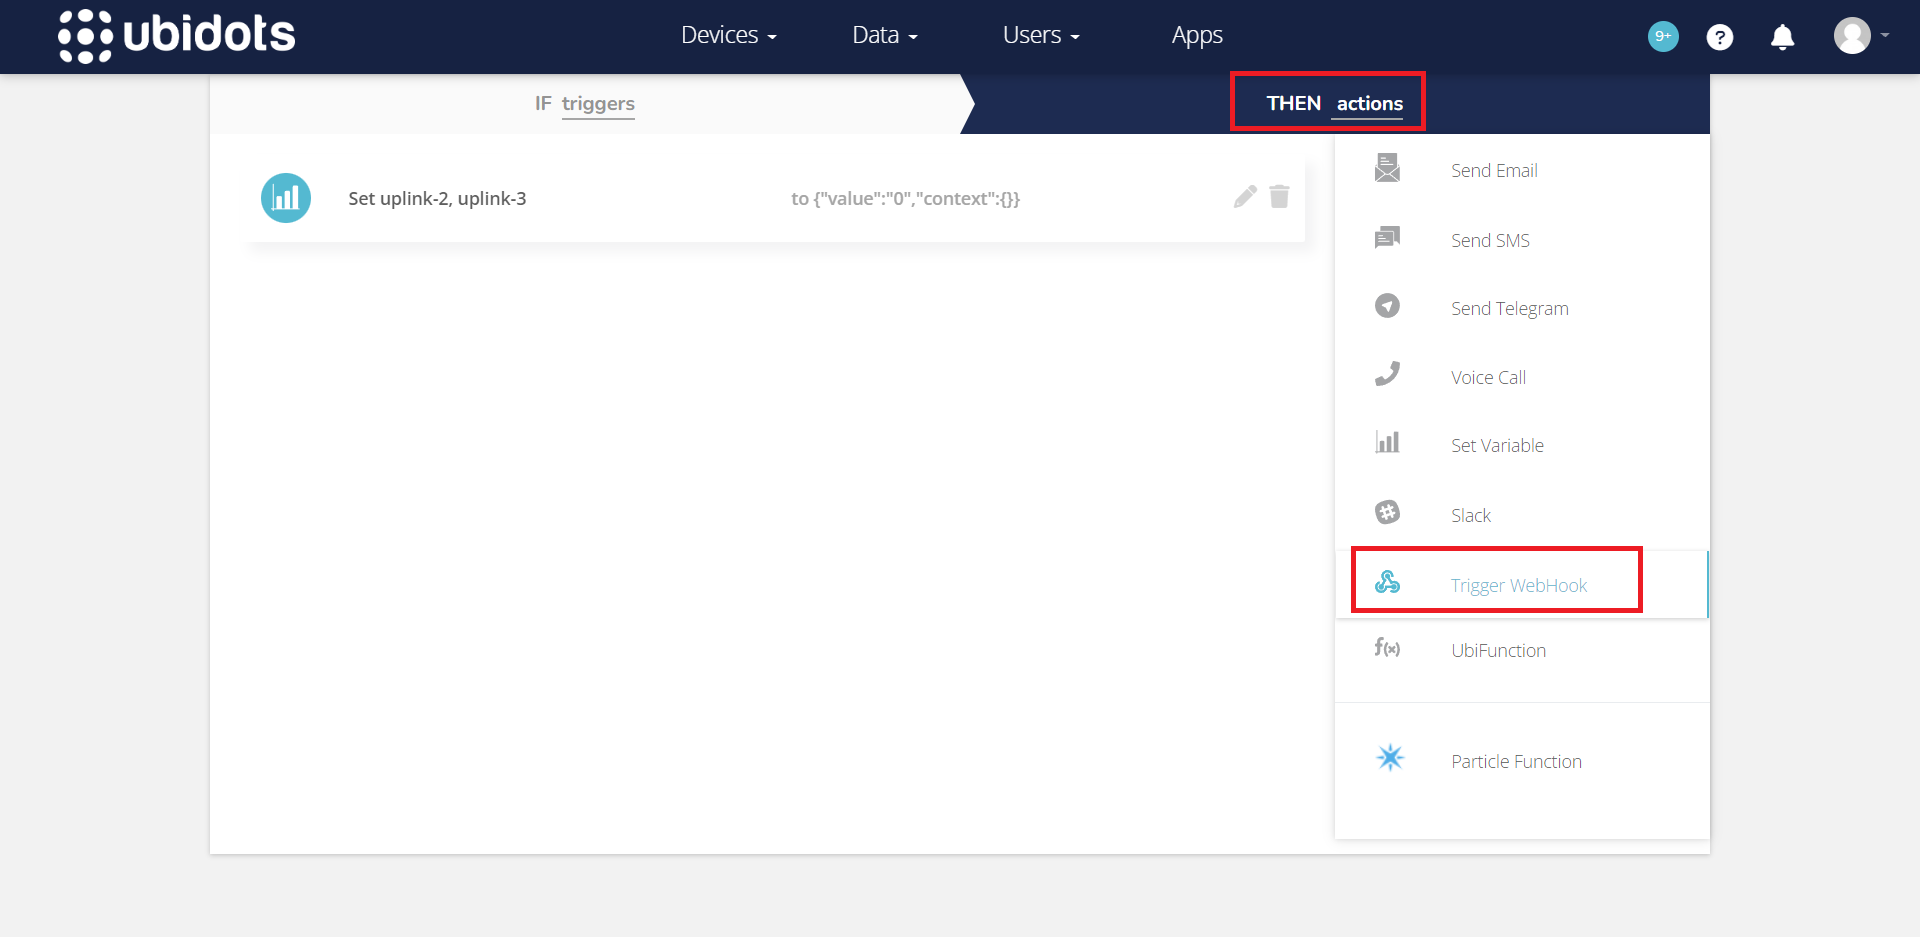 ubidots
Devices
Data
Users
Apps
9+
?
IF triggers
THEN actions
Set uplink-2, uplink-3
to {"value":"0","context":{}}
Send Email
Send SMS
Send Telegram
Voice Call
Set Variable
Slack
Trigger WebHook
f(x)
UbiFunction
Particle Function